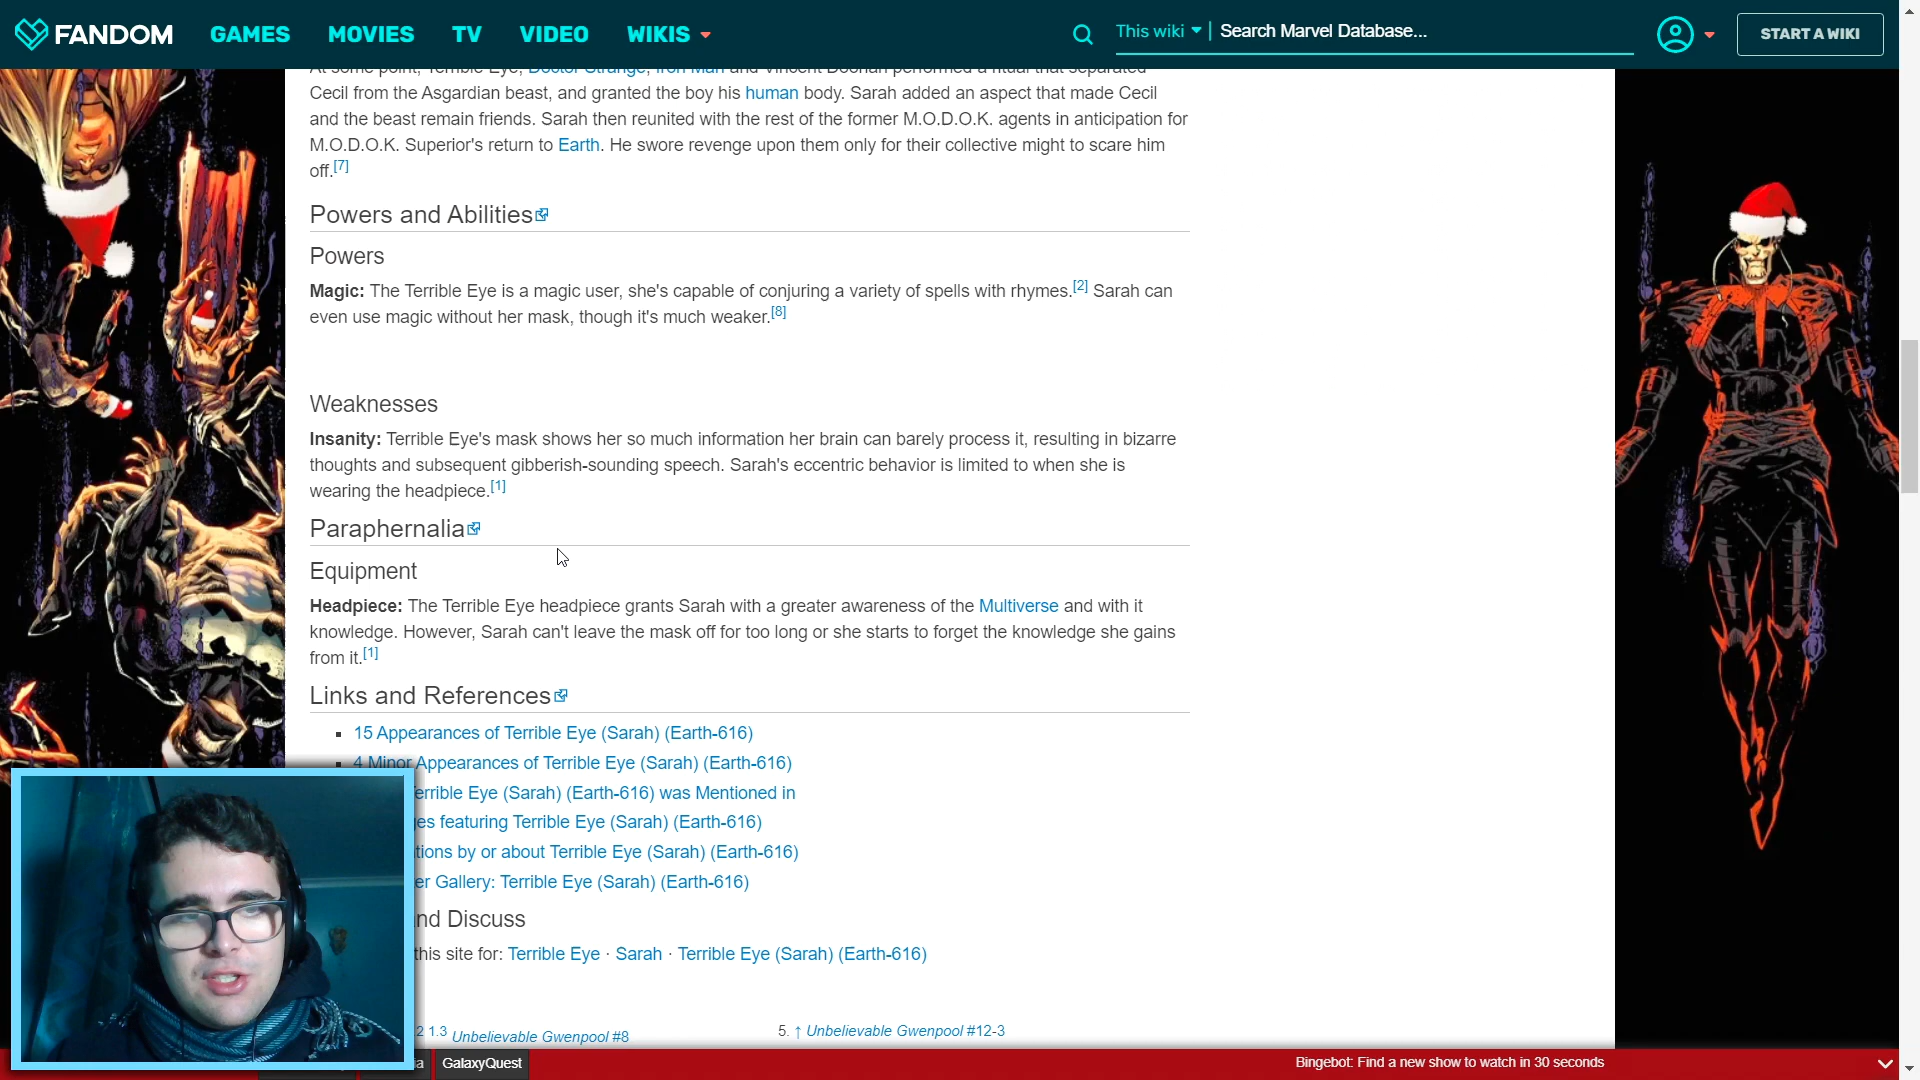 FANDOM GAMES MOVIES TV VIDEO WIKIS This wiki Search Marvel Database... START A WIKI
At some point, Terrible Eye, Doctor Strange, Iron Man and Vincent Doonan performed a ritual that separated
Cecil from the Asgardian beast, and granted the boy his human body. Sarah added an aspect that made Cecil
and the beast remain friends. Sarah then reunited with the rest of the former M.O.D.O.K. agents in anticipation for
M.O.D.O.K. Superior's return to Earth. He swore revenge upon them only for their collective might to scare him
off.[7]
Powers and Abilities
Powers
Magic: The Terrible Eye is a magic user, she's capable of conjuring a variety of spells with rhymes.[2] Sarah can
even use magic without her mask, though it's much weaker.[8]
Weaknesses
Insanity: Terrible Eye's mask shows her so much information her brain can barely process it, resulting in bizarre
thoughts and subsequent gibberish-sounding speech. Sarah's eccentric behavior is limited to when she is
wearing the headpiece.[1]
Paraphernalia
Equipment
Headpiece: The Terrible Eye headpiece grants Sarah with a greater awareness of the Multiverse and with it
knowledge. However, Sarah can't leave the mask off for too long or she starts to forget the knowledge she gains
from it.[1]
Links and References
15 Appearances of Terrible Eye (Sarah) (Earth-616)
4 Minor Appearances of Terrible Eye (Sarah) (Earth-616)
Terrible Eye (Sarah) (Earth-616) was Mentioned in
featuring Terrible Eye (Sarah) (Earth-616)
by or about Terrible Eye (Sarah) (Earth-616)
Gallery: Terrible Eye (Sarah) (Earth-616)
Discuss
this site for: Terrible Eye · Sarah · Terrible Eye (Sarah) (Earth-616)
1.3 Unbelievable Gwenpool #8
5. ↑ Unbelievable Gwenpool #12-3
GalaxyQuest
Bingebot: Find a new show to watch in 30 seconds